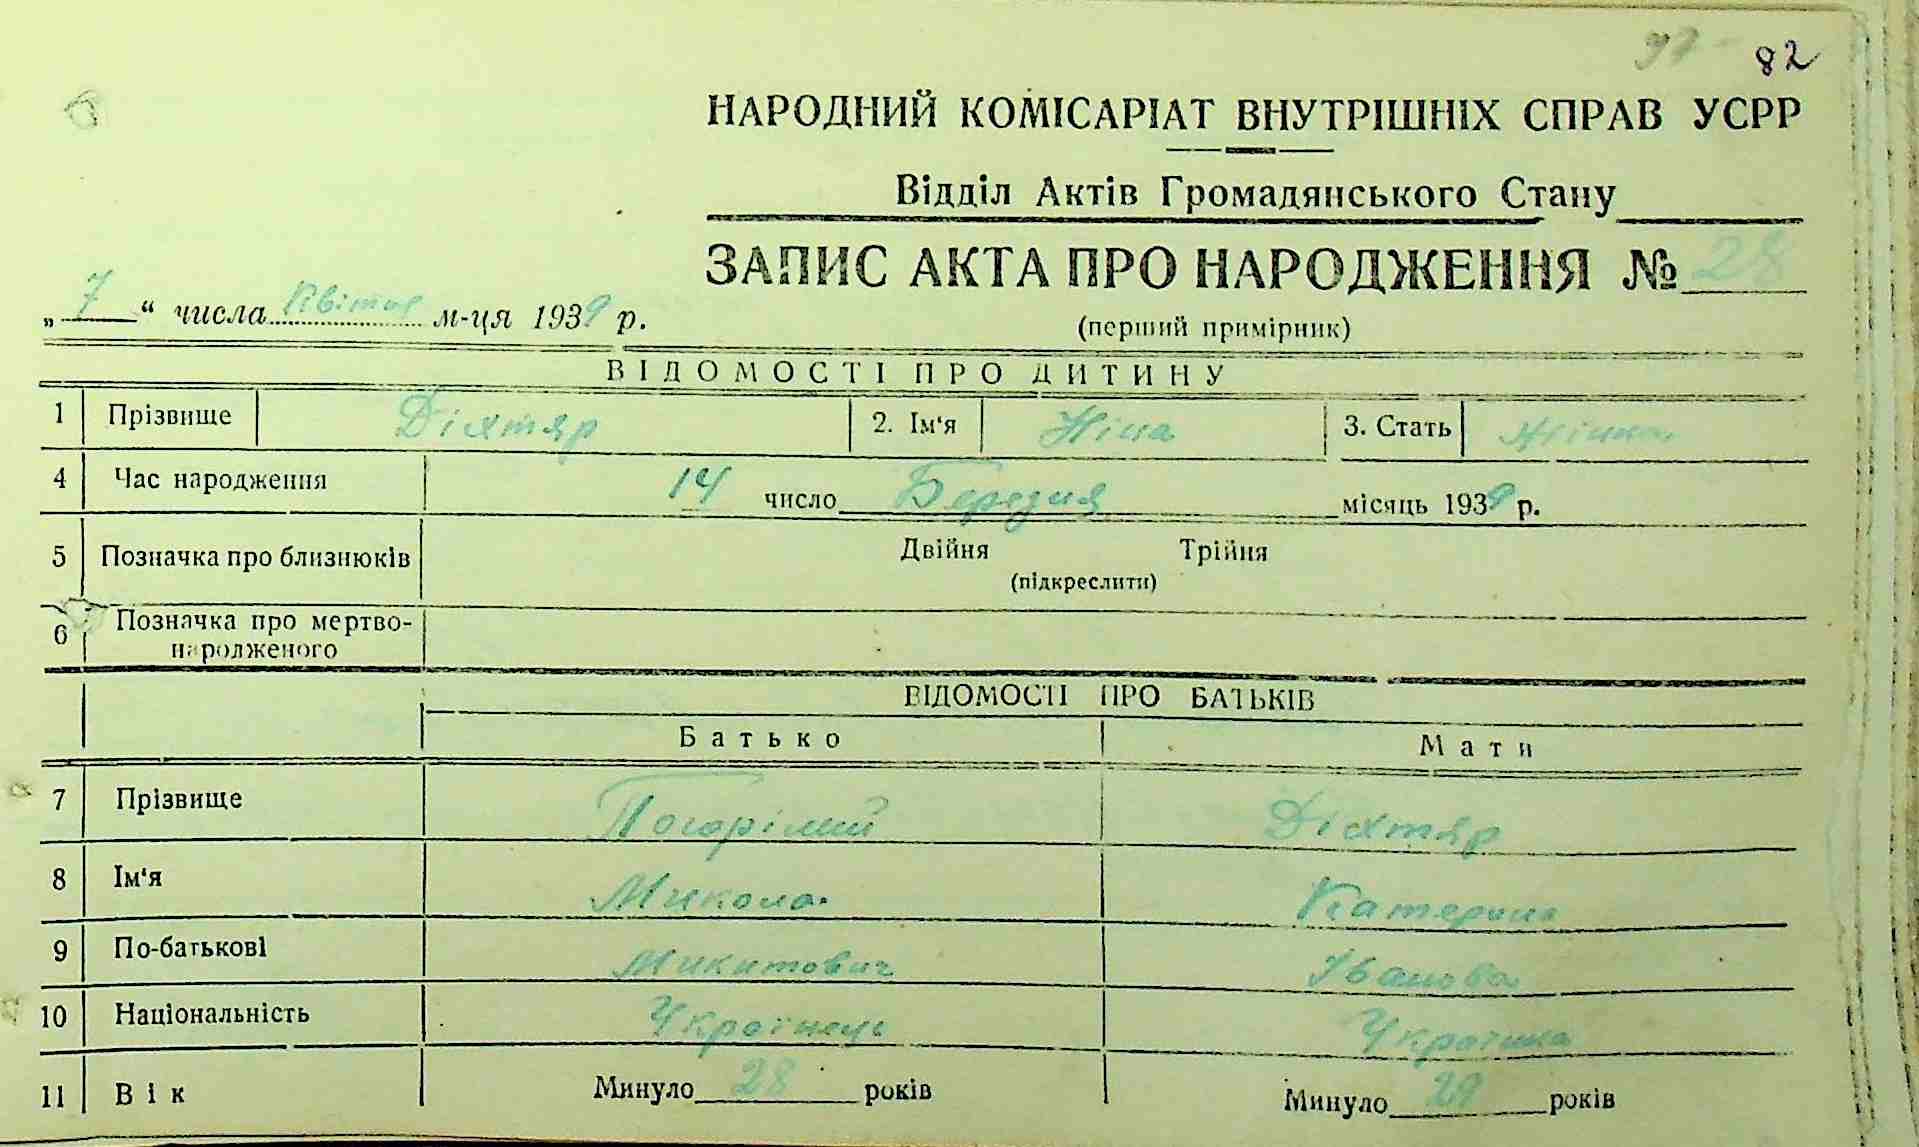 97 - 82
НАРОДНИЙ КОМІСАРІАТ ВНУТРІШНІХ СПРАВ УСРР
Відділ Актів Громадянського Стану
ЗАПИС АКТА ПРО НАРОДЖЕННЯ № 28
„ 7 “ числа Квітня м-ця 1939 р.
(перший примірник)
ВІДОМОСТІ ПРО ДИТИНУ
1 Прізвище Діхтяр 2. Ім'я Ніна 3. Стать Жіноча
4 Час народження 14 число Березня місяць 1939 р.
5 Позначка про близнюків Двійня Трійня
(підкреслити)
6 Позначка про мертво-
народженого
ВІДОМОСТІ ПРО БАТЬКІВ
Батько Мати
7 Прізвище Погорілий Діхтяр
8 Ім'я Микола Катерина
9 По-батькові Микитович Іванова
10 Національність Українець Українка
11 Вік Минуло 28 років Минуло 29 років